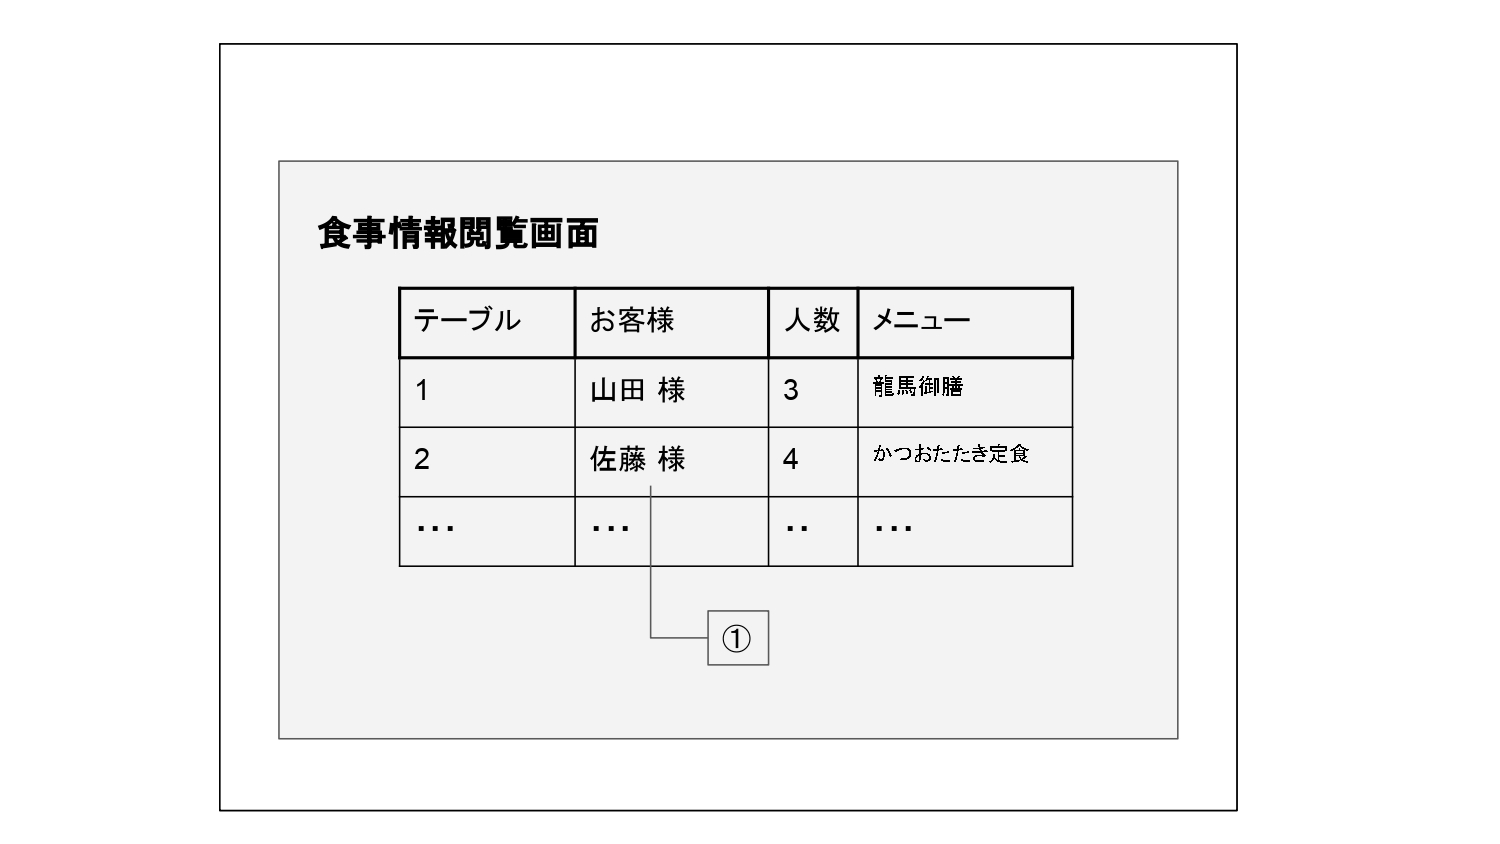 食事情報閲覧画面
テーブル お客様 人数 メニュー
1 山田 様 3 龍馬御膳
2 佐藤 様 4 かつおたたき定食
・・・ ・・・ ・・ ・・・
①